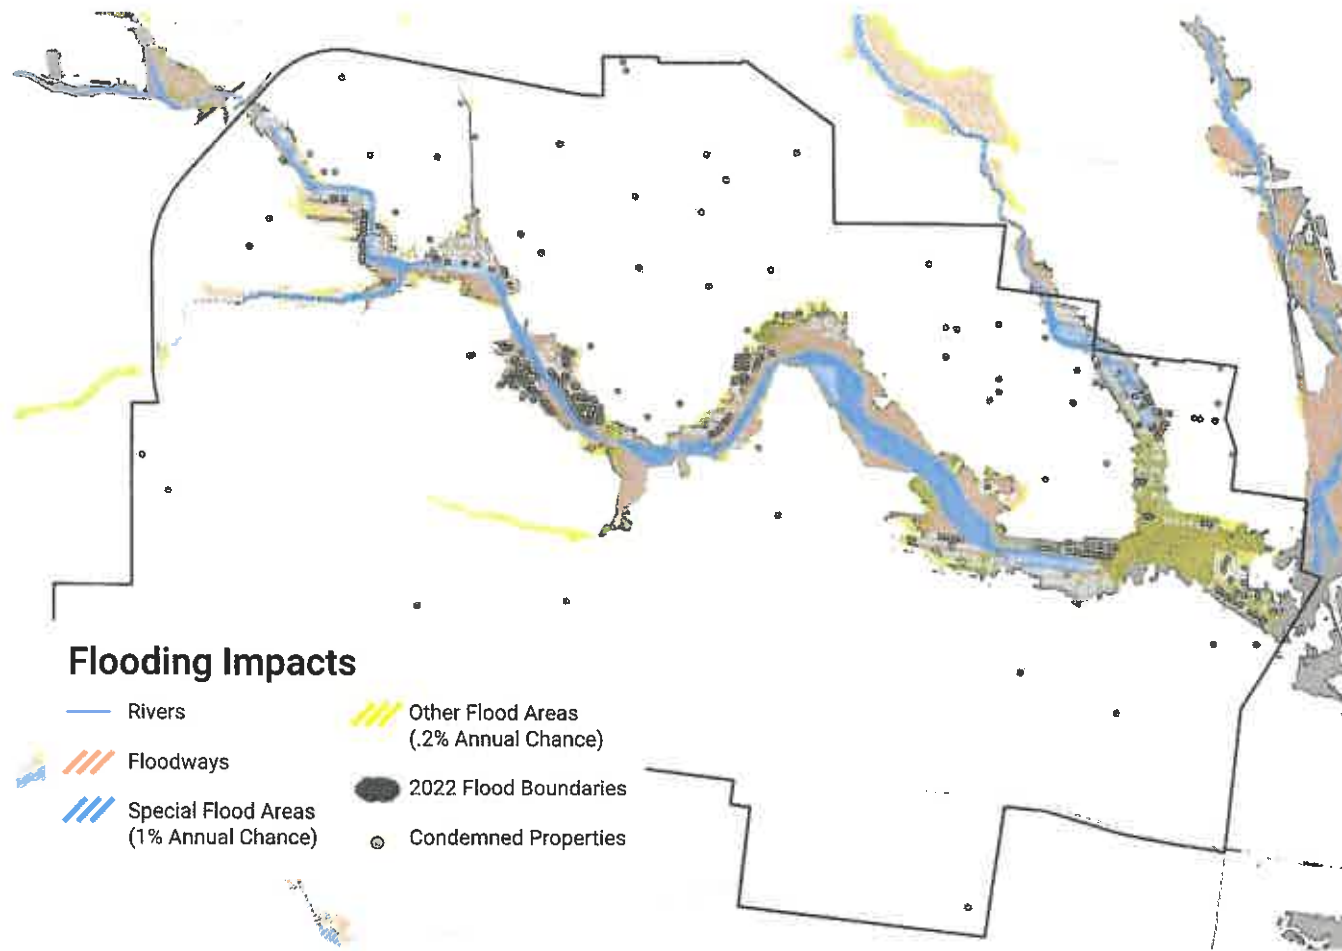 Flooding Impacts
Rivers
Floodways
Special Flood Areas
(1% Annual Chance)
Other Flood Areas
(.2% Annual Chance)
2022 Flood Boundaries
Condemned Properties